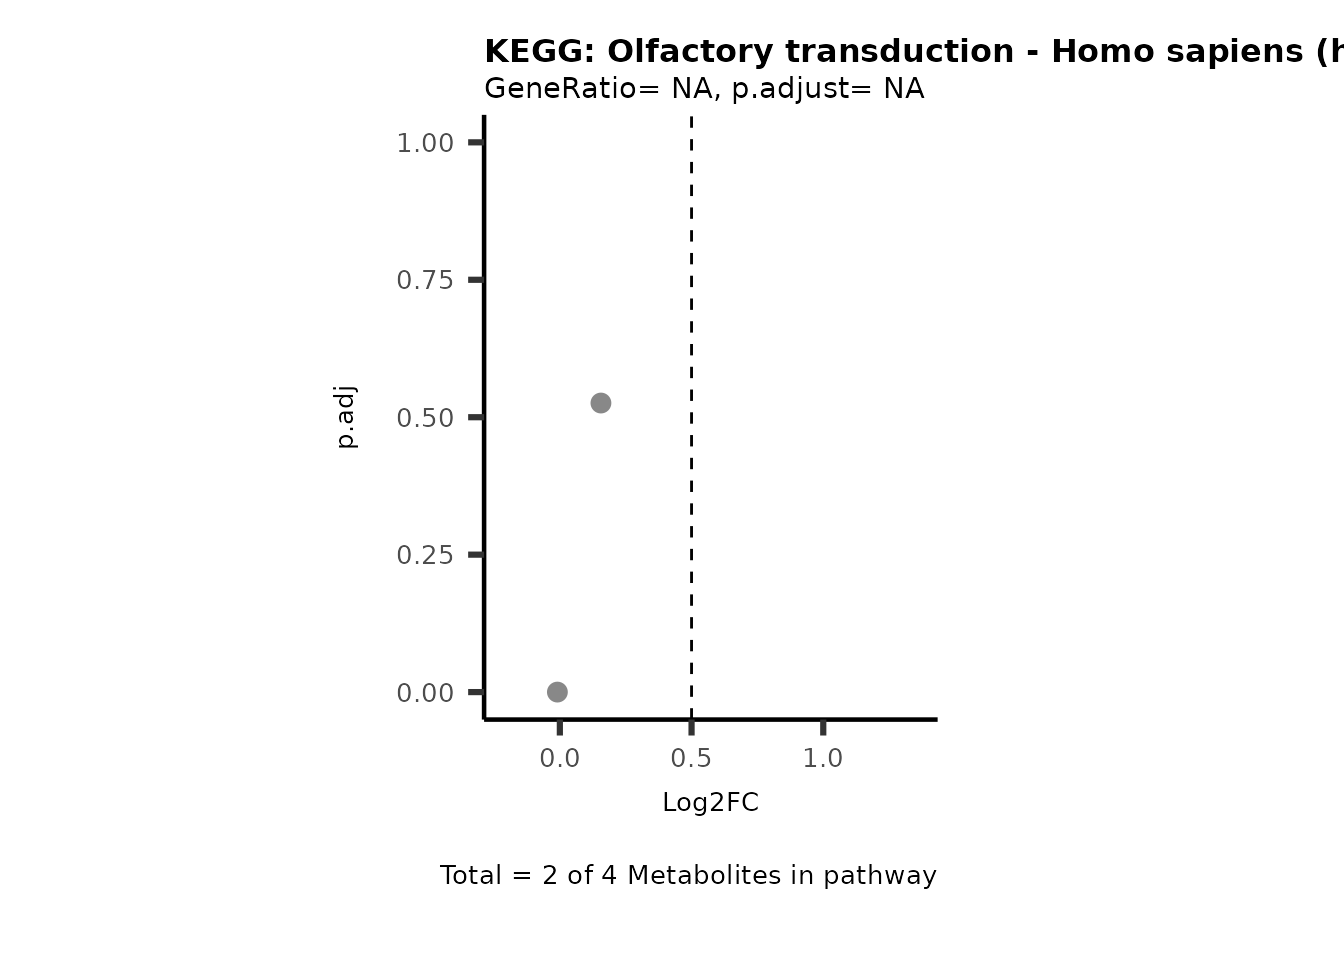 KEGG: Olfactory transduction - Homo sapiens (h
GeneRatio= NA, p.adjust= NA
1.00
0.75
0.50
0.25
0.00
p.adj
0.0 0.5 1.0
Log2FC
Total = 2 of 4 Metabolites in pathway